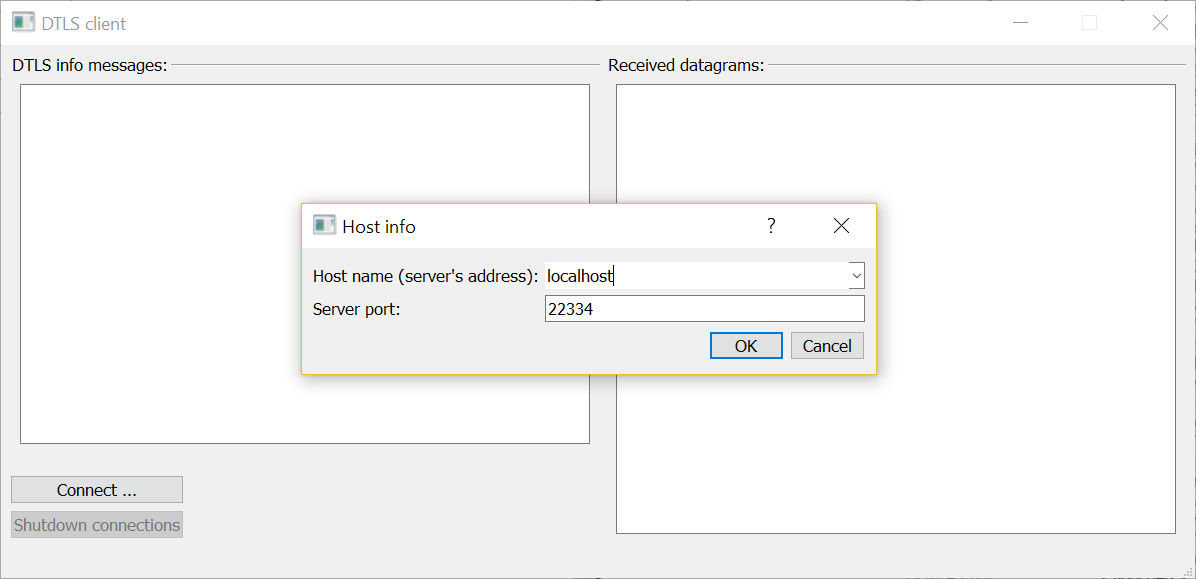 DTLS client
DTLS info messages:
Received datagrams:
Host info
?
Host name (server's address): localhost
Server port: 22334
OK Cancel
Connect ...
Shutdown connections